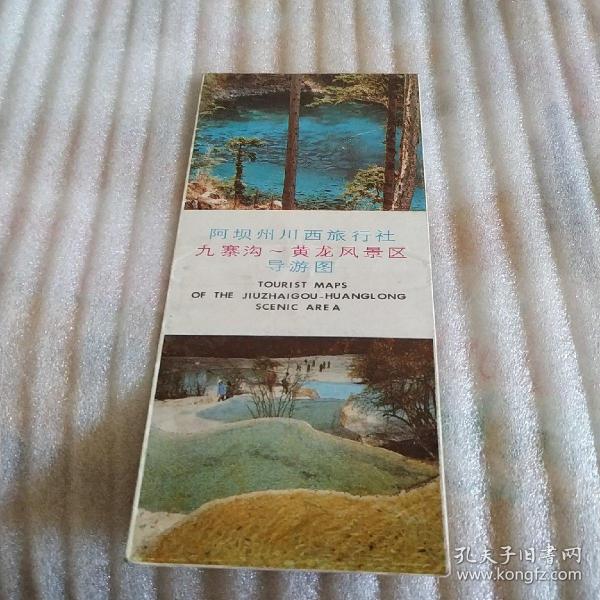 阿坝州川西旅行社
九寨沟~黄龙风景区
导游图
TOURIST MAPS
OF THE JIUZHAIGOU-HUANGLONG
SCENIC AREA
孔夫子旧书网
www.kongfz.com